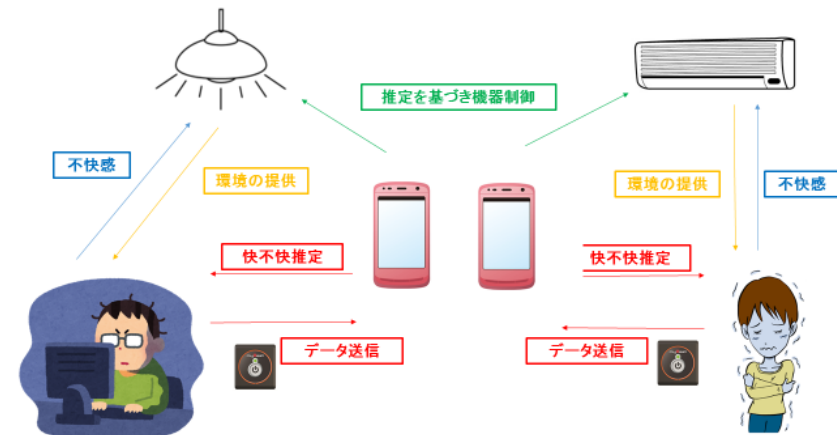 推定を基づき機器制御
不快感
環境の提供
環境の提供
不快感
快不快推定
快不快推定
データ送信
データ送信